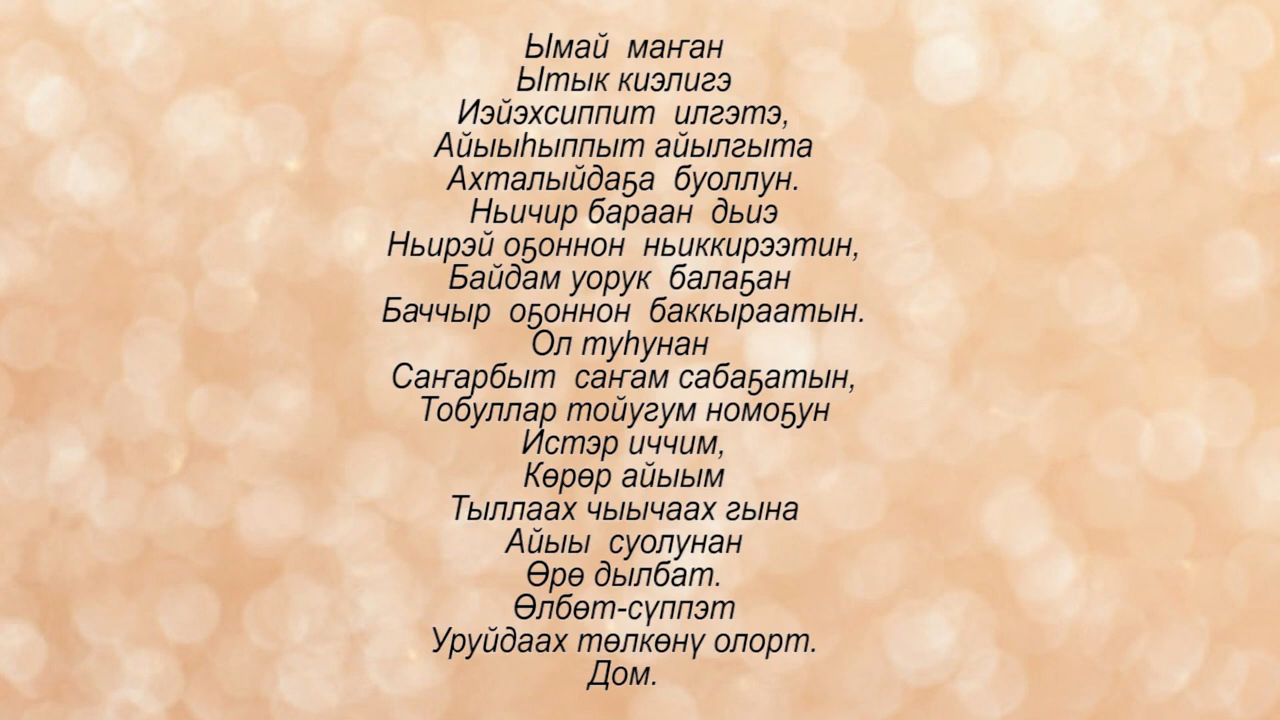 Ымай маҥан
Ытык киэлигэ
Иэйэхсиппит илгэтэ,
Айыыһыппыт айылгыта
Ахталыйдаҕа буоллун.
Ньичир бараан дьиэ
Ньирэй оҕоннон ньиккирээтин,
Байдам уорук балаҕан
Баччыр оҕоннон баккыраатын.
Ол туһунан
Саҥарбыт саҥам сабаҕатын,
Тобуллар тойугум номоҕун
Истэр иччим,
Көрөр айыым
Тыллаах чыычаах гына
Айыы суолунан
Өрө дылбат.
Өлбөт-сүппэт
Уруйдаах төлкөнү олорт.
Дом.